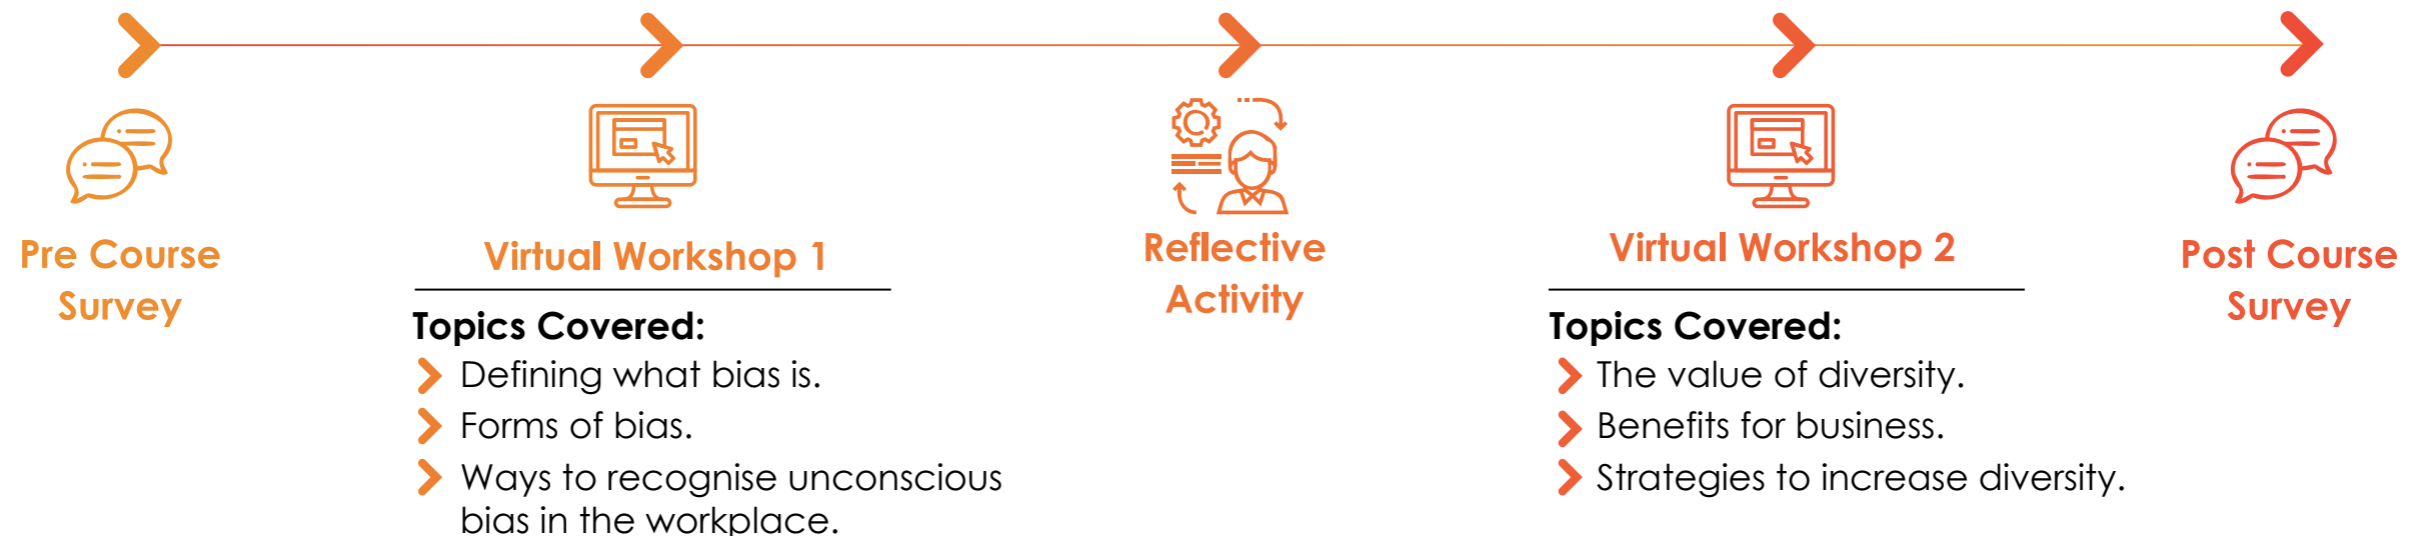 Pre Course
Survey
Virtual Workshop 1
Topics Covered:
Defining what bias is.
Forms of bias.
Ways to recognise unconscious
bias in the workplace.
Reflective
Activity
Virtual Workshop 2
Topics Covered:
The value of diversity.
Benefits for business.
Strategies to increase diversity.
Post Course
Survey